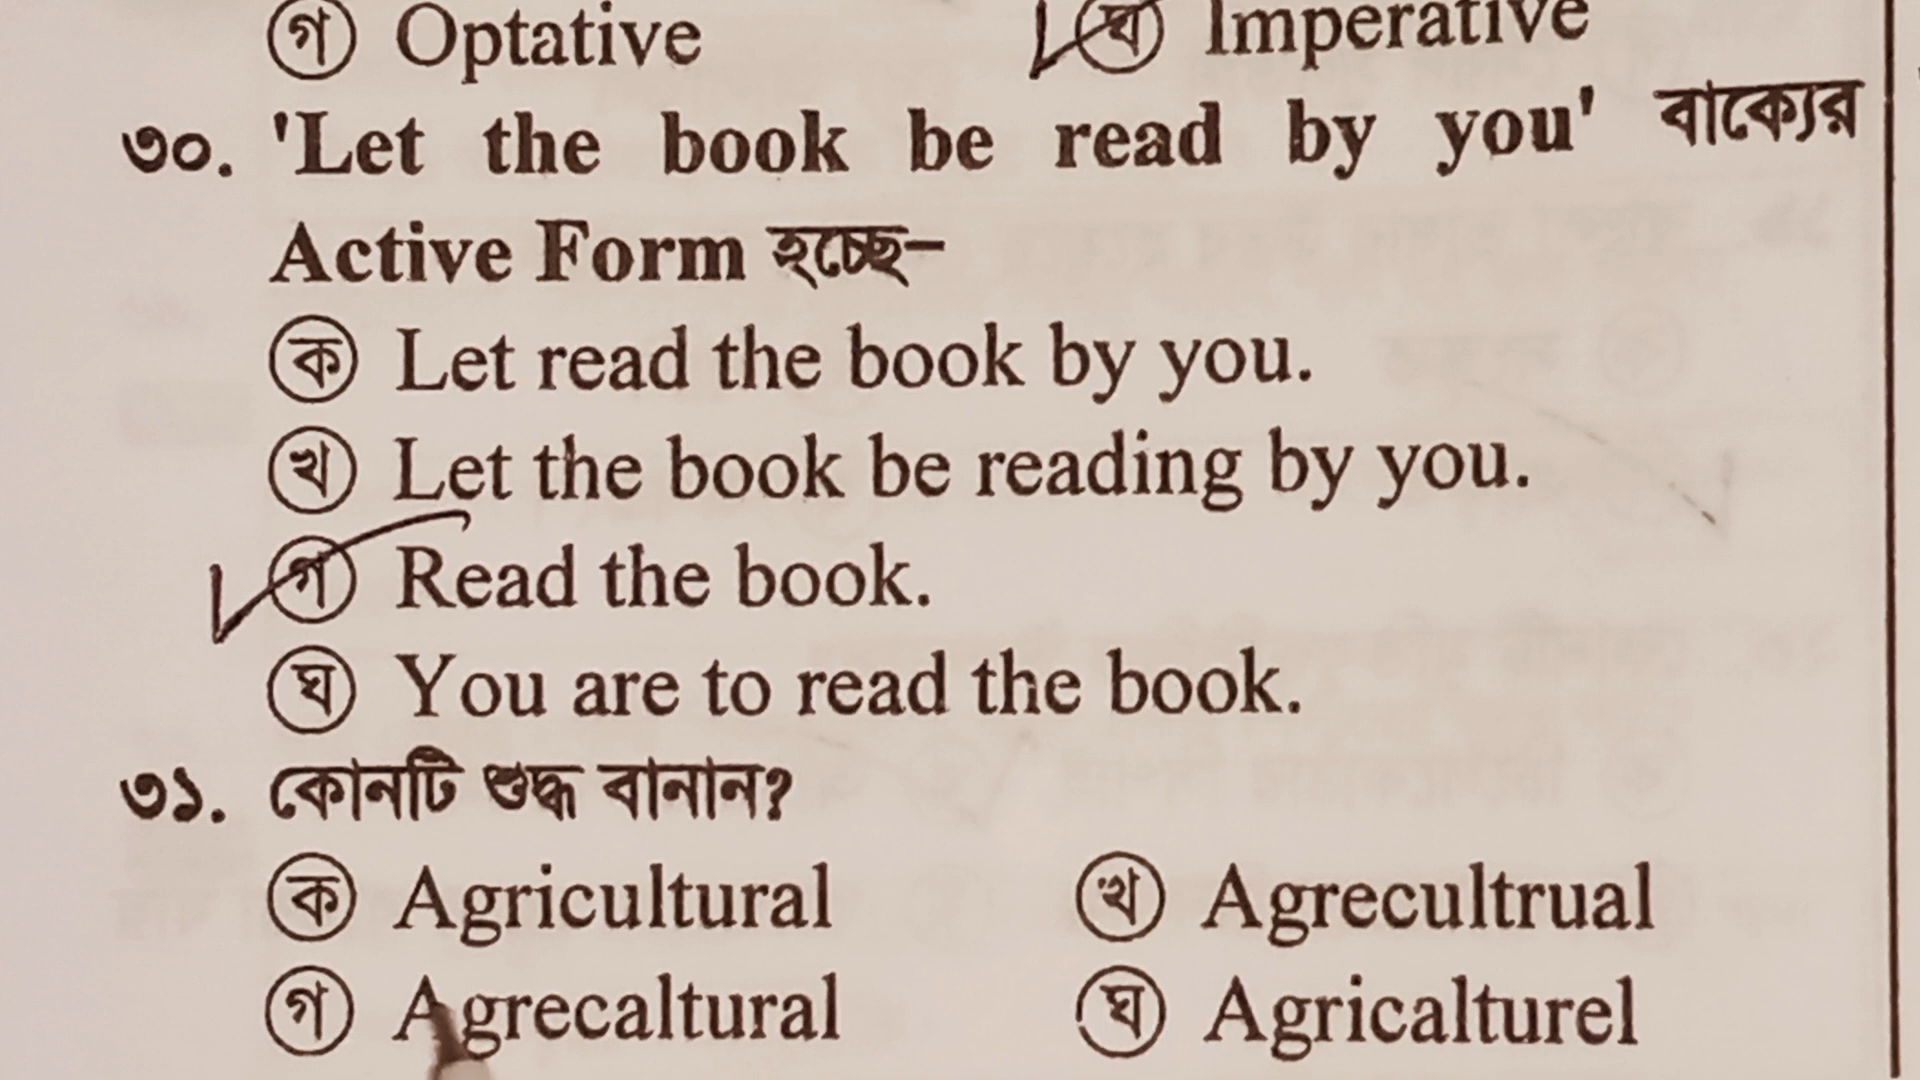 গ Optative ঘ Imperative
৩০. 'Let the book be read by you' বাক্যের
Active Form হচ্ছে–
ক Let read the book by you.
খ Let the book be reading by you.
গ Read the book.
ঘ You are to read the book.
৩১. কোনটি শুদ্ধ বানান?
ক Agricultural খ Agrecultrual
গ Agrecaltural ঘ Agricalturel